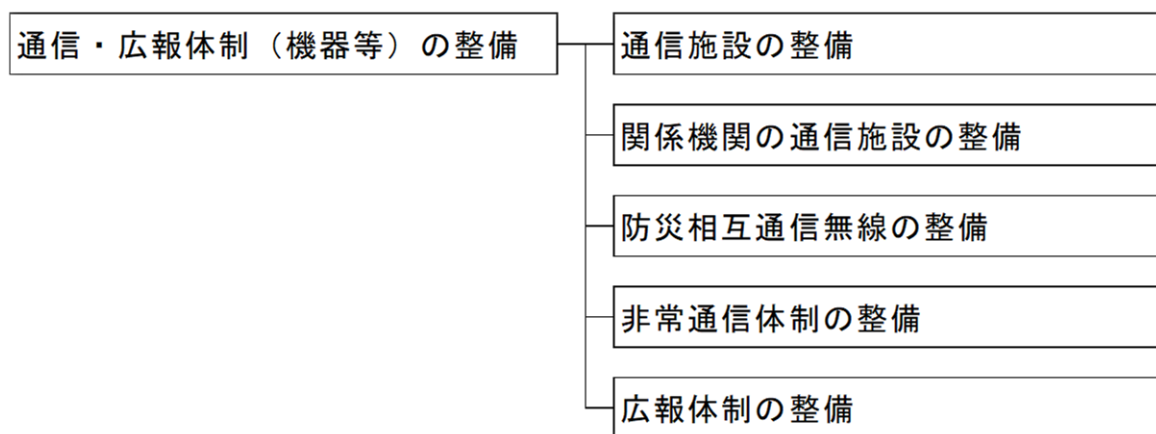 通信・広報体制（機器等）の整備
通信施設の整備
関係機関の通信施設の整備
防災相互通信無線の整備
非常通信体制の整備
広報体制の整備